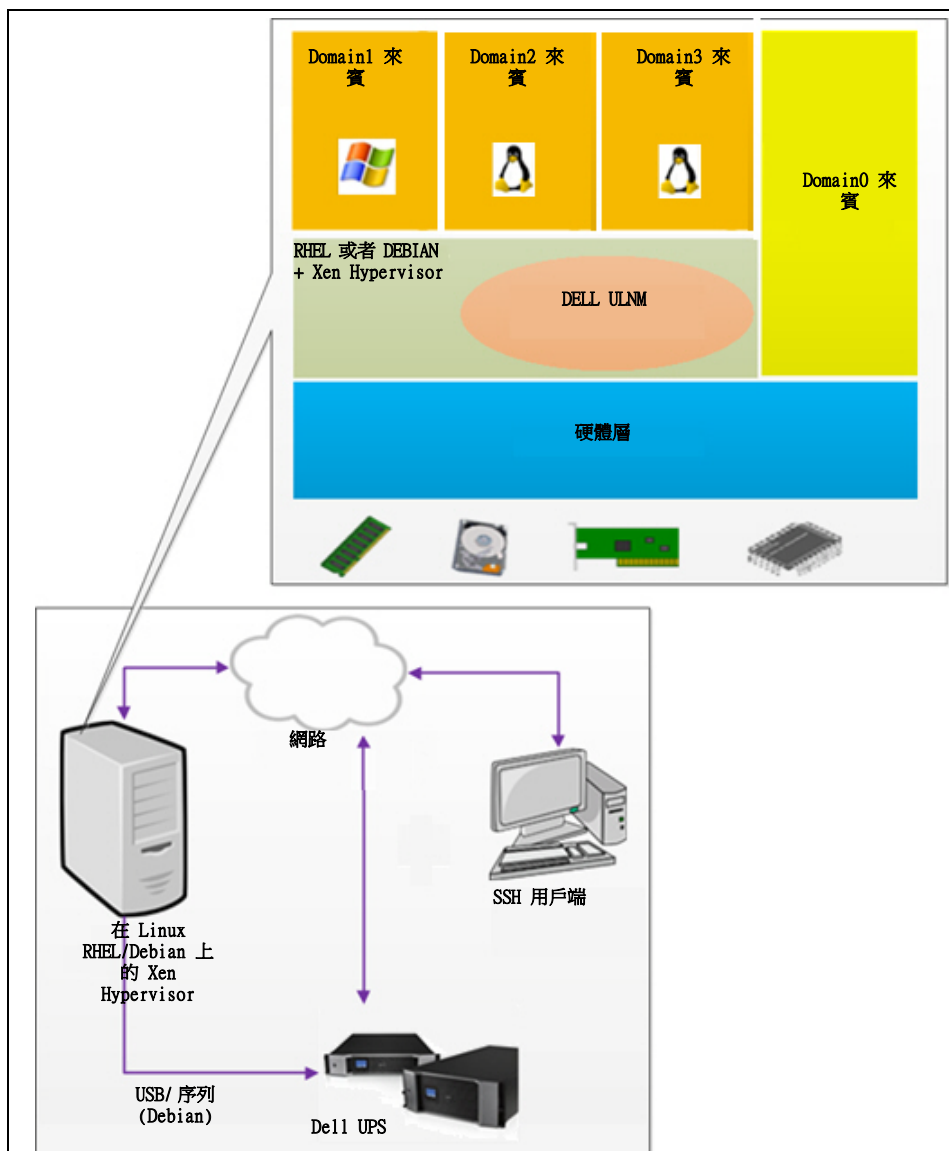 Domain1 來
賓
Domain2 來
賓
Domain3 來
賓
Domain0 來
賓
RHEL 或者 DEBIAN
+ Xen Hypervisor
DELL ULNM
硬體層
網路
SSH 用戶端
在 Linux
RHEL/Debian 上
的 Xen
Hypervisor
USB/ 序列
(Debian)
Dell UPS